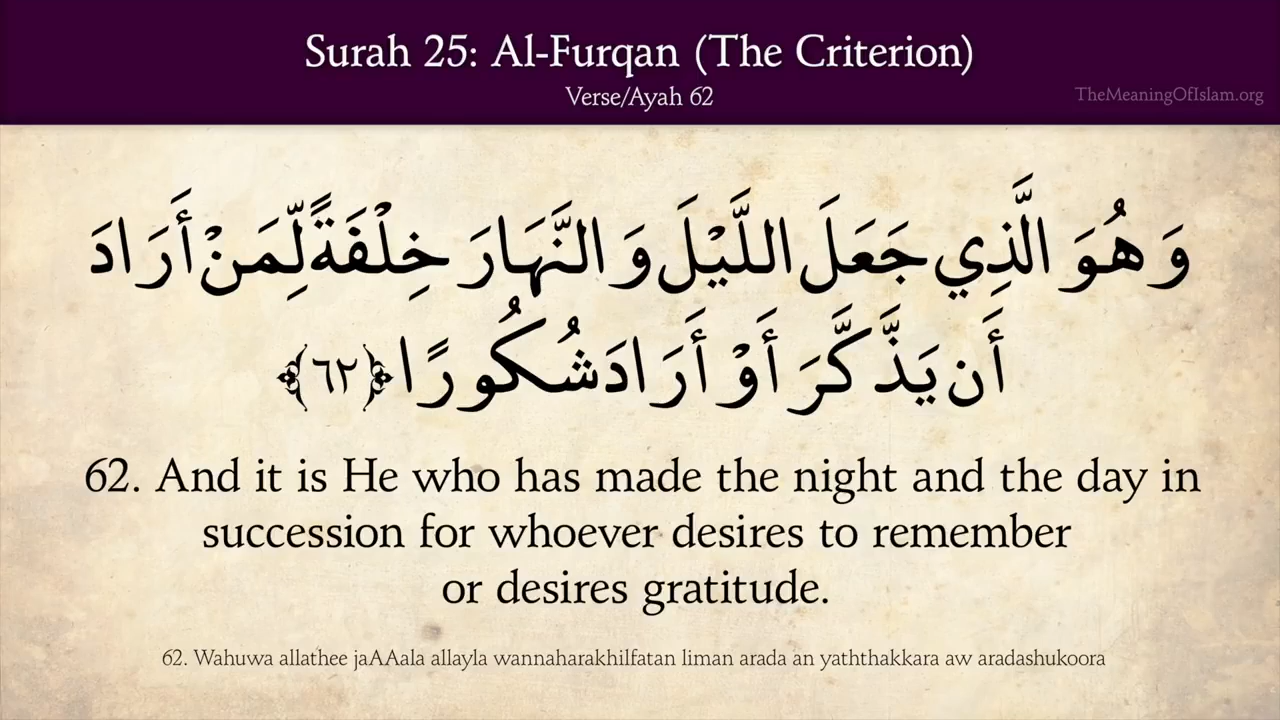 Surah 25: Al-Furqan (The Criterion)
Verse/Ayah 62
TheMeaningOfIslam.org
وَهُوَ الَّذِي جَعَلَ اللَّيْلَ وَالنَّهَارَ خِلْفَةً لِّمَنْ أَرَادَ
أَن يَذَّكَّرَ أَوْ أَرَادَ شُكُورًا ﴿٦٢﴾
62. And it is He who has made the night and the day in
succession for whoever desires to remember
or desires gratitude.
62. Wahuwa allathee jaAAala allayla wannaharakhilfatan liman arada an yaththakkara aw aradashukoora